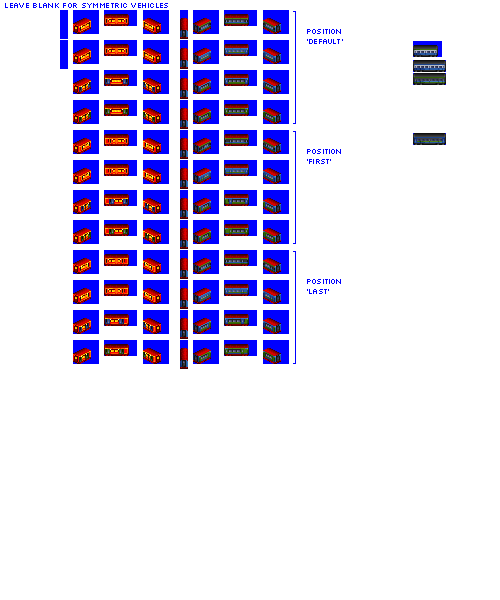 LEAVE BLANK FOR SYMMETRIC VEHICLES
POSITION
'DEFAULT'
POSITION
'FIRST'
POSITION
'LAST'